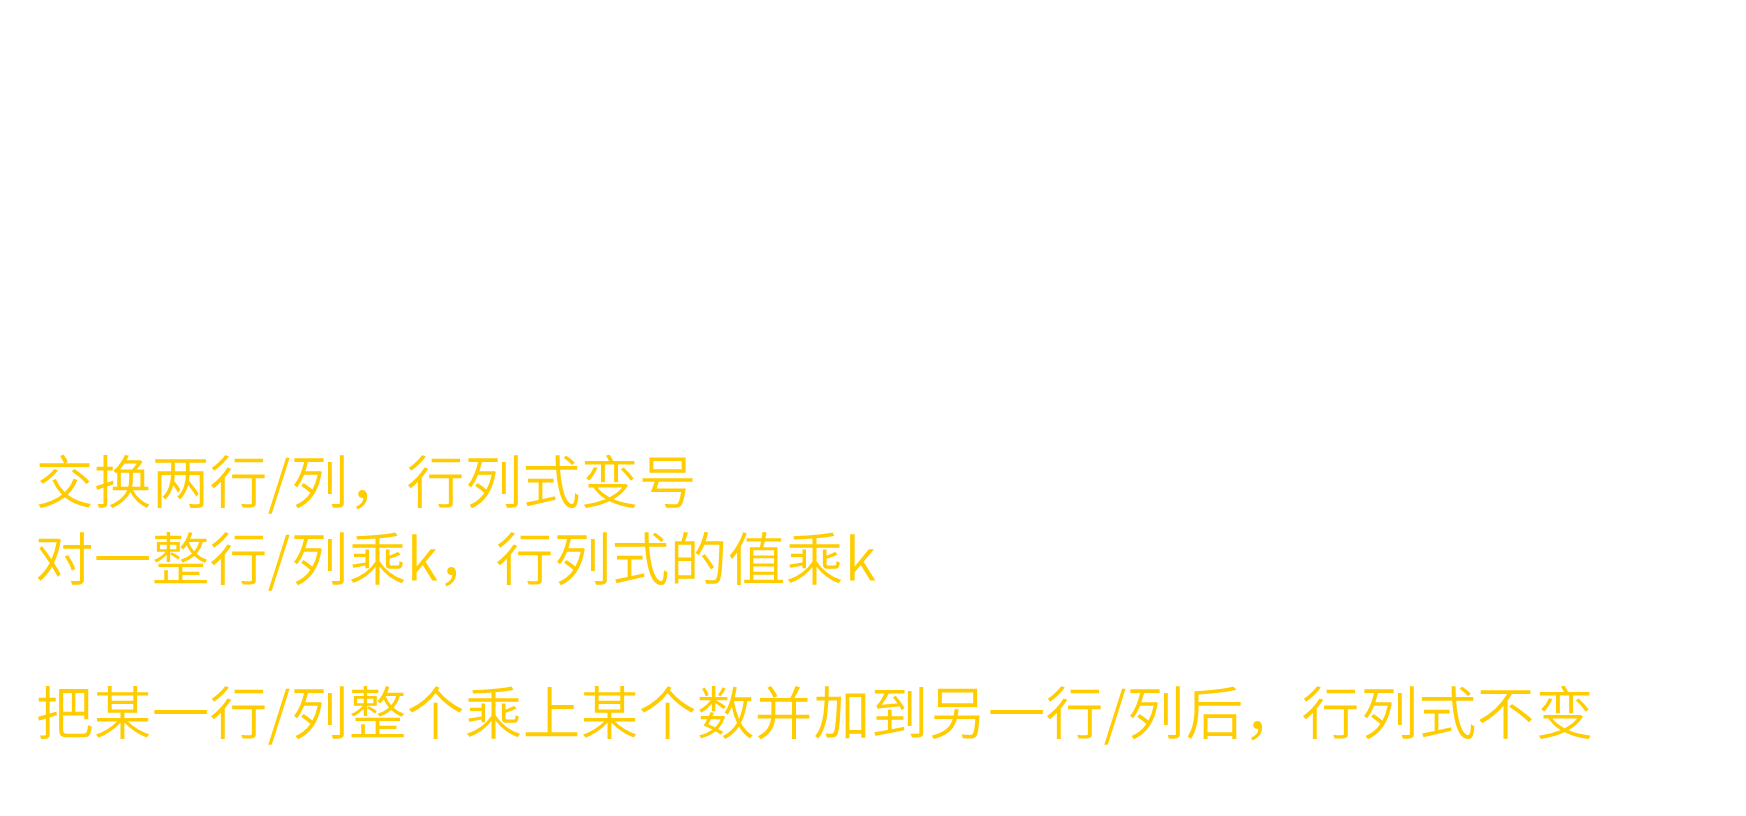 交换两行/列，行列式变号
对一整行/列乘k，行列式的值乘k
把某一行/列整个乘上某个数并加到另一行/列后，行列式不变